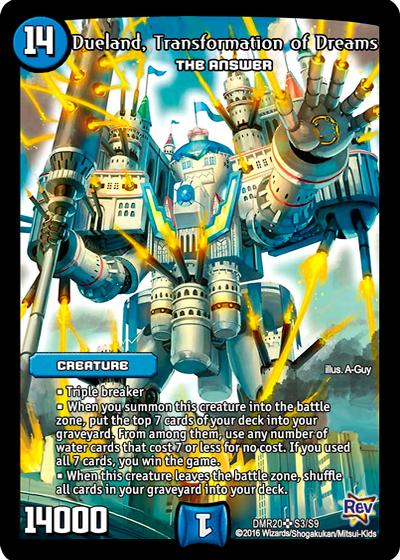 14
Dueland, Transformation of Dreams
THE ANSWER
illus. A-Guy
CREATURE
▪ Triple breaker
▪ When you summon this creature into the battle
zone, put the top 7 cards of your deck into your
graveyard. From among them, use any number of
water cards that cost 7 or less for no cost. If you used
all 7 cards, you win the game.
▪ When this creature leaves the battle zone, shuffle
all cards in your graveyard into your deck.
Rev
14000
1
DMR20 S3/S9
©2016 Wizards/Shogakukan/Mitsui-Kids